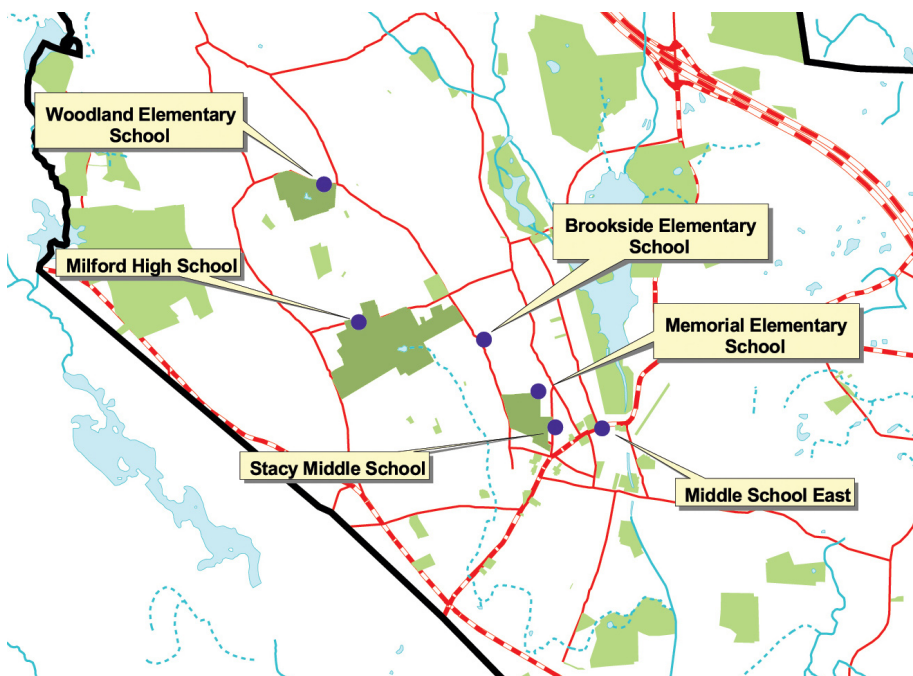 Woodland Elementary
School
Brookside Elementary
School
Milford High School
Memorial Elementary
School
Stacy Middle School
Middle School East